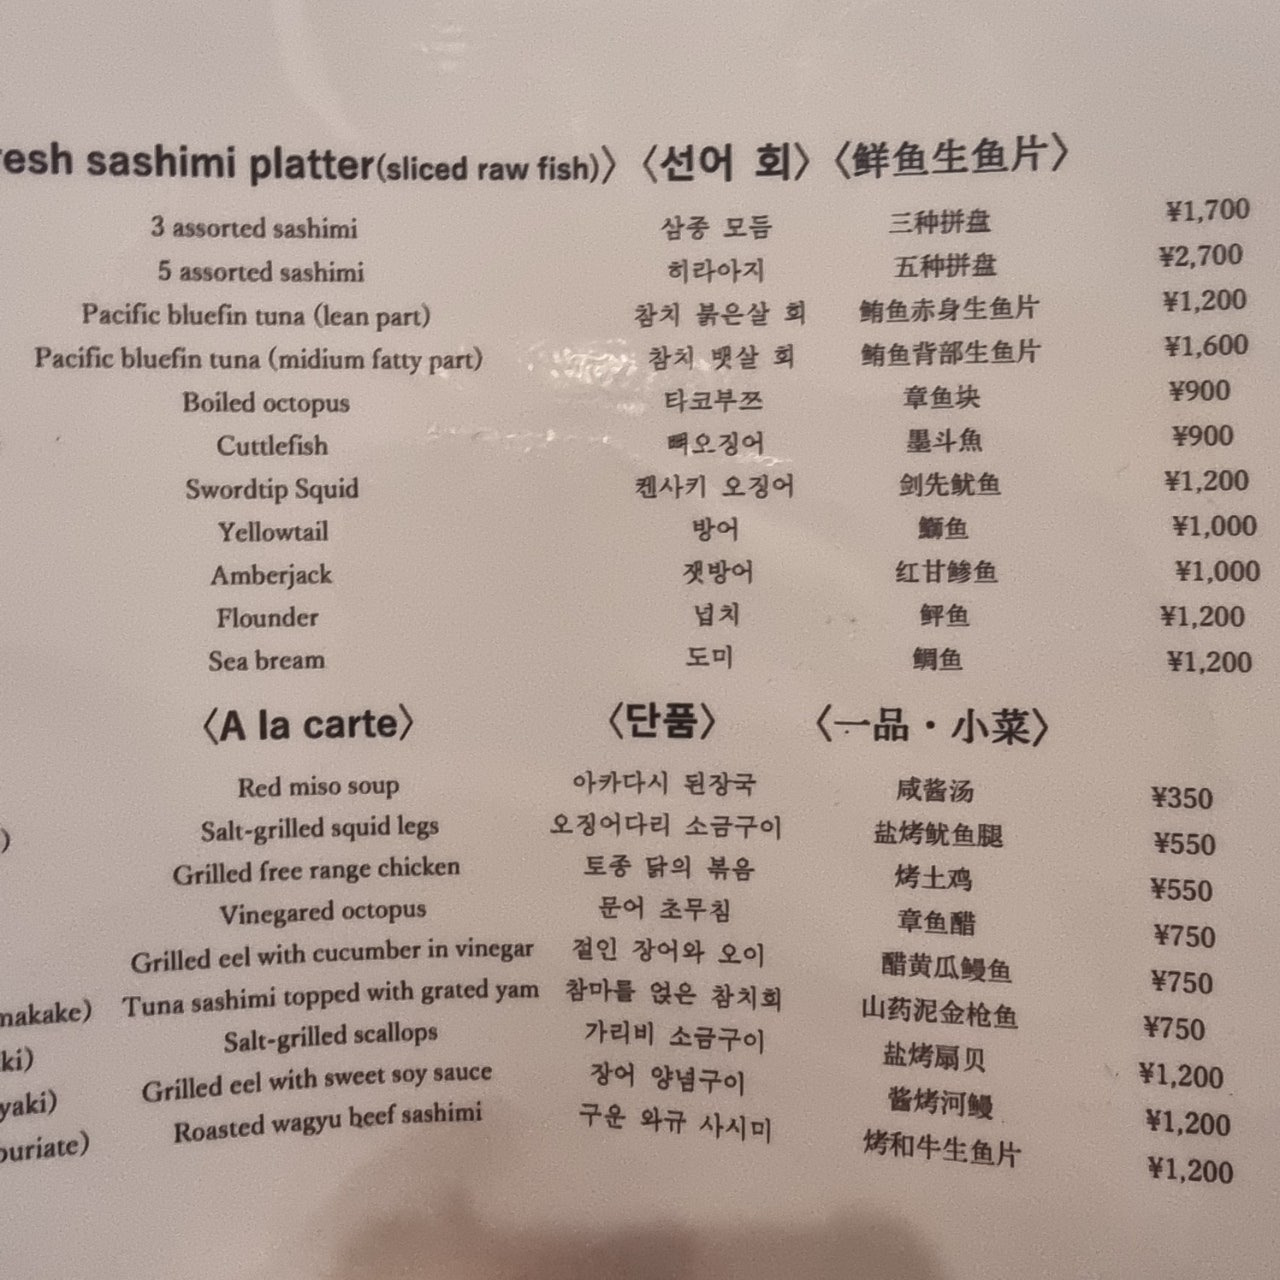 resh sashimi platter(sliced raw fish)〉〈선어 회〉〈鲜鱼生鱼片〉
3 assorted sashimi 삼종 모듬 三种拼盘 ¥1,700
5 assorted sashimi 히라아지 五种拼盘 ¥2,700
Pacific bluefin tuna (lean part) 참치 붉은살 회 鲔鱼赤身生鱼片 ¥1,200
Pacific bluefin tuna (midium fatty part) 참치 뱃살 회 鲔鱼背部生鱼片 ¥1,600
Boiled octopus 타코부쯔 章鱼块 ¥900
Cuttlefish 뼈오징어 墨斗魚 ¥900
Swordtip Squid 켄사키 오징어 剑先鱿鱼 ¥1,200
Yellowtail 방어 鰤鱼 ¥1,000
Amberjack 잿방어 红甘鲹鱼 ¥1,000
Flounder 넙치 鲆鱼 ¥1,200
Sea bream 도미 鲷鱼 ¥1,200
〈A la carte〉 〈단품〉 〈一品・小菜〉
Red miso soup 아카다시 된장국 咸酱汤 ¥350
) Salt-grilled squid legs 오징어다리 소금구이 盐烤鱿鱼腿 ¥550
Grilled free range chicken 토종 닭의 볶음 烤土鸡 ¥550
Vinegared octopus 문어 초무침 章鱼醋 ¥750
Grilled eel with cucumber in vinegar 절인 장어와 오이 醋黄瓜鳗鱼 ¥750
makake) Tuna sashimi topped with grated yam 참마를 얹은 참치회 山药泥金枪鱼 ¥750
ki) Salt-grilled scallops 가리비 소금구이 盐烤扇贝 ¥1,200
yaki) Grilled eel with sweet soy sauce 장어 양념구이 酱烤河鳗 ¥1,200
ouriate) Roasted wagyu beef sashimi 구운 와규 사시미 烤和牛生鱼片 ¥1,200